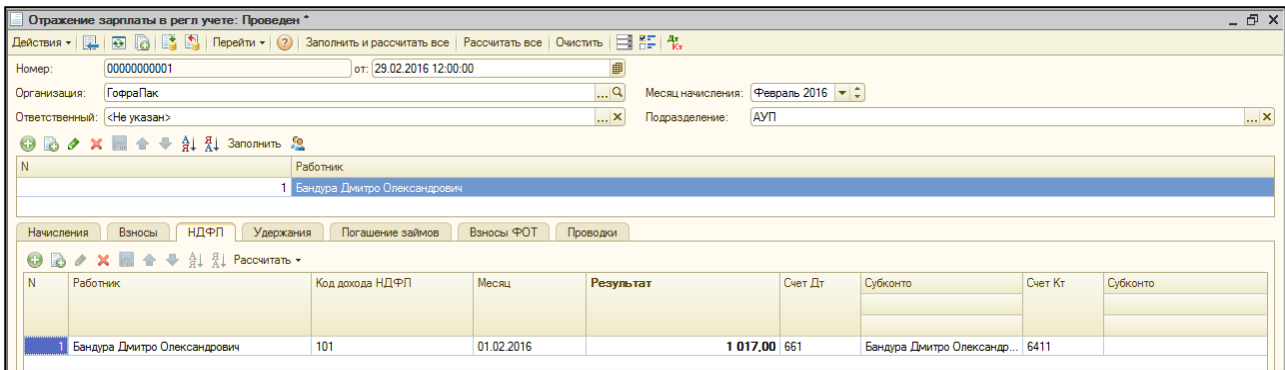 Отражение зарплаты в регл учете: Проведен *
Действия Перейти Заполнить и рассчитать все Рассчитать все Очистить Дт Кт
Номер: 00000000001 от: 29.02.2016 12:00:00
Организация: ГофраПак Месяц начисления: Февраль 2016
Ответственный: <Не указан> Подразделение: АУП
Заполнить
N Работник
1 Бандура Дмитро Олександрович
Начисления Взносы НДФЛ Удержания Погашение займов Взносы ФОТ Проводки
Рассчитать
N Работник Код дохода НДФЛ Месяц Результат Счет Дт Субконто Счет Кт Субконто
1 Бандура Дмитро Олександрович 101 01.02.2016 1 017,00 661 Бандура Дмитро Александр... 6411